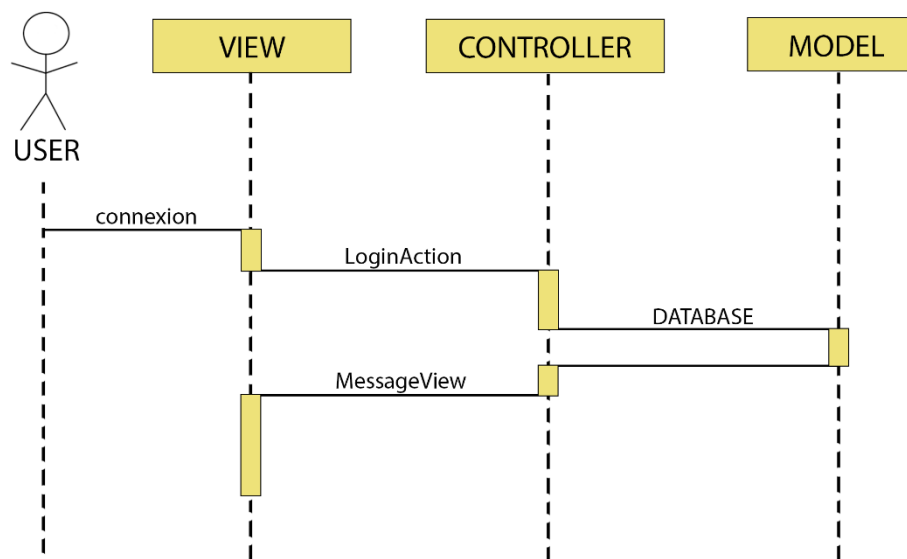 VIEW
CONTROLLER
MODEL
USER
connexion
LoginAction
DATABASE
MessageView